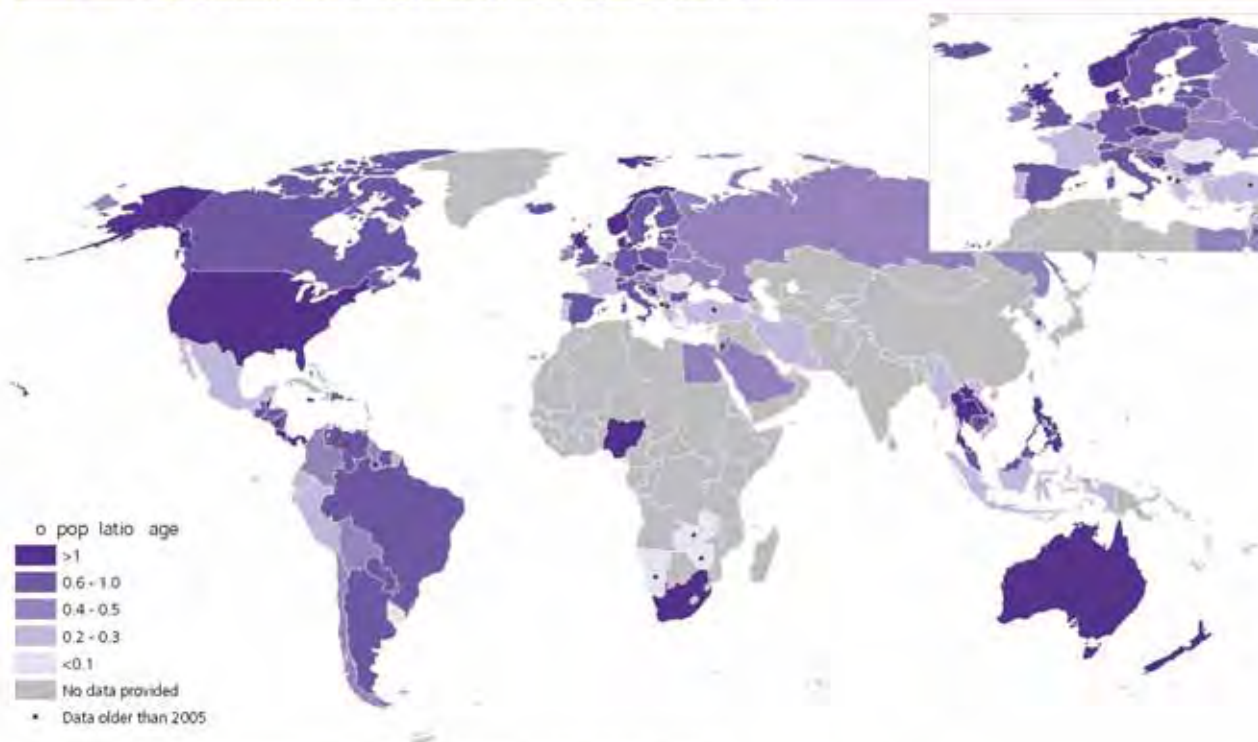 o pop latio age
>1
0.6 - 1.0
0.4 - 0.5
0.2 - 0.3
<0.1
No data provided
Data older than 2005